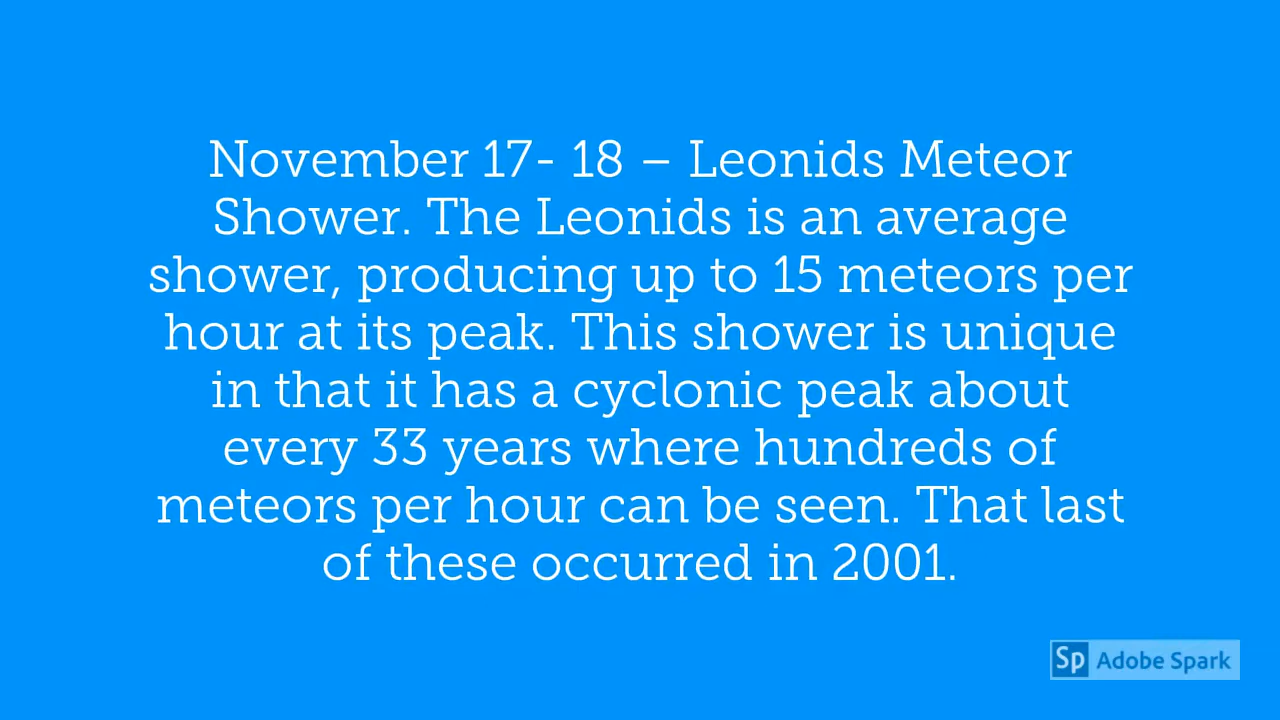 November 17- 18 – Leonids Meteor
Shower. The Leonids is an average
shower, producing up to 15 meteors per
hour at its peak. This shower is unique
in that it has a cyclonic peak about
every 33 years where hundreds of
meteors per hour can be seen. That last
of these occurred in 2001.
Sp Adobe Spark